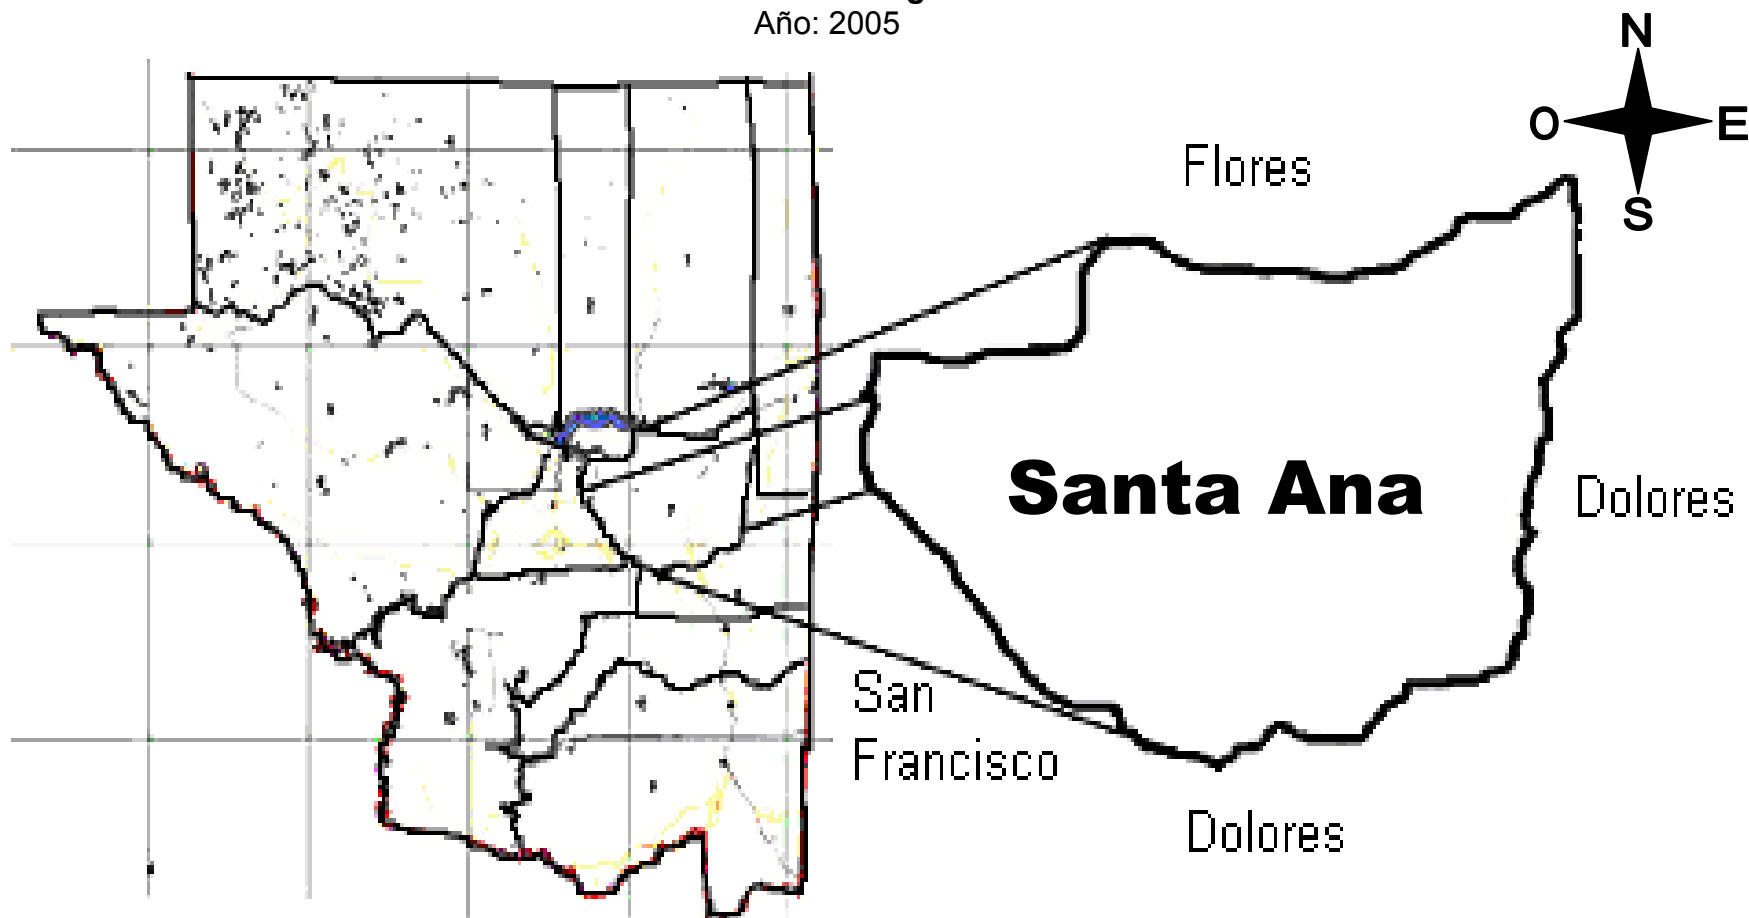 Año: 2005
N
O E
S
Flores
Santa Ana
Dolores
San
Francisco
Dolores